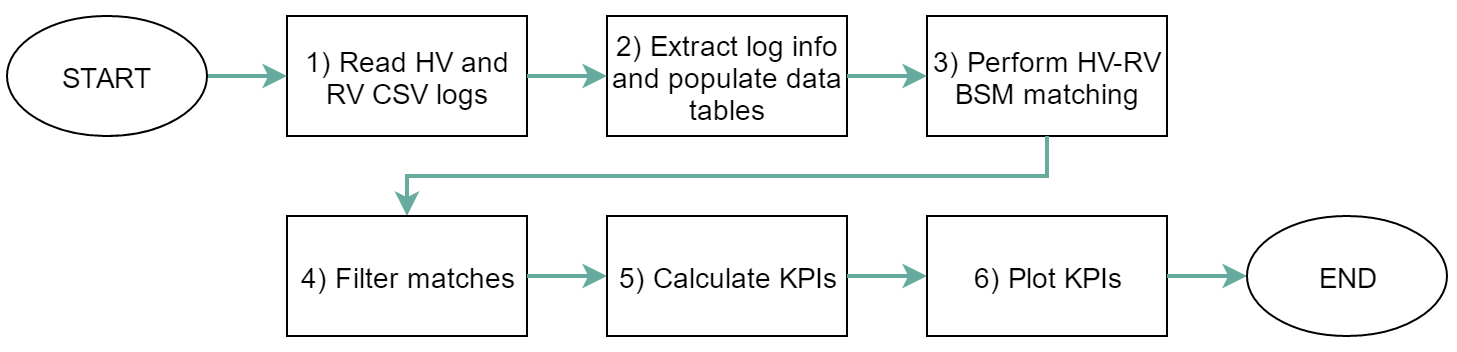 START
1) Read HV and
RV CSV logs
2) Extract log info
and populate data
tables
3) Perform HV-RV
BSM matching
4) Filter matches
5) Calculate KPIs
6) Plot KPIs
END